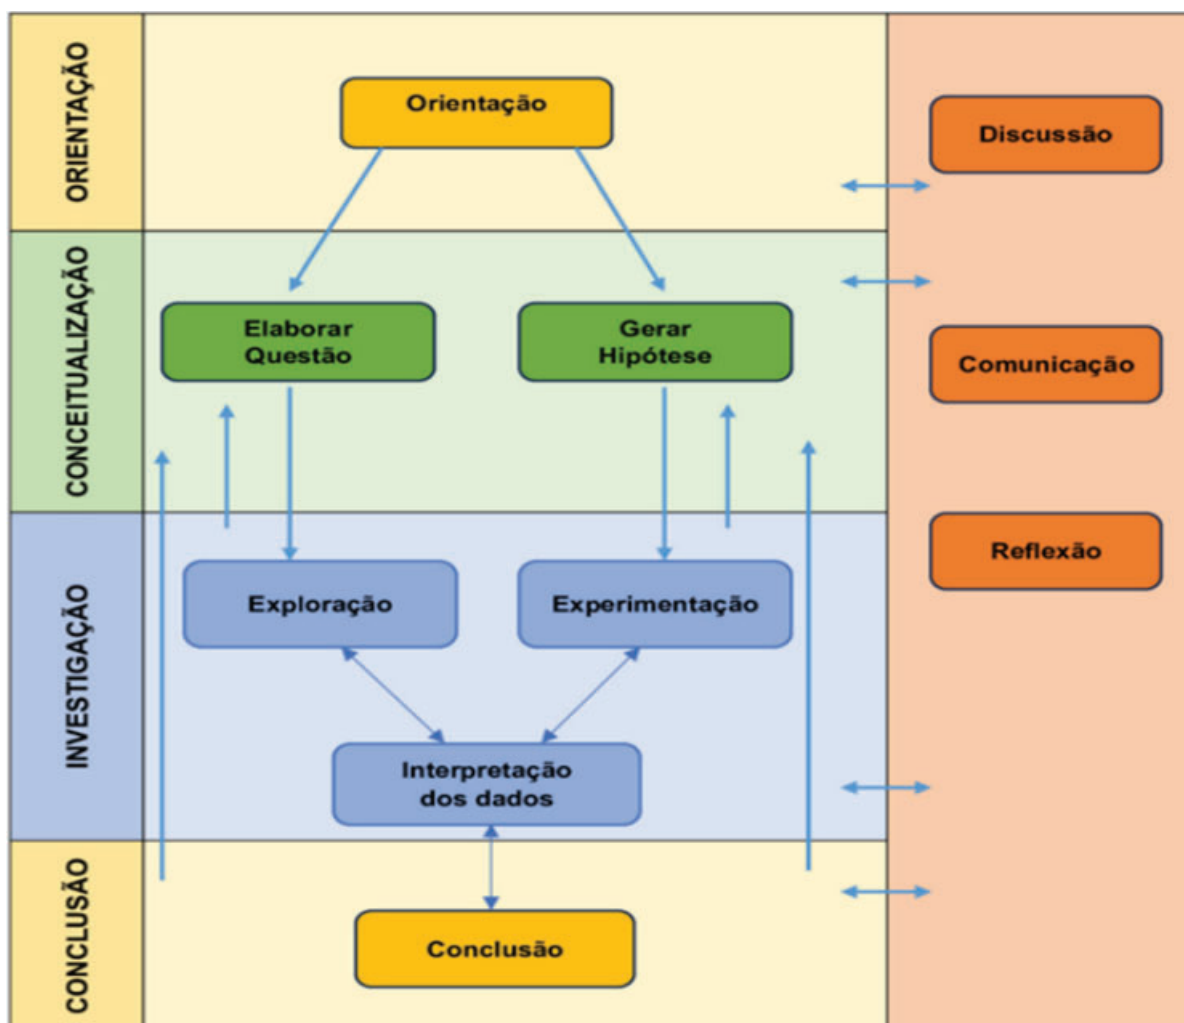 ORIENTAÇÃO
Orientação
Discussão
CONCEITUALIZAÇÃO
Elaborar
Questão
Gerar
Hipótese
Comunicação
INVESTIGAÇÃO
Exploração
Experimentação
Reflexão
Interpretação
dos dados
CONCLUSÃO
Conclusão